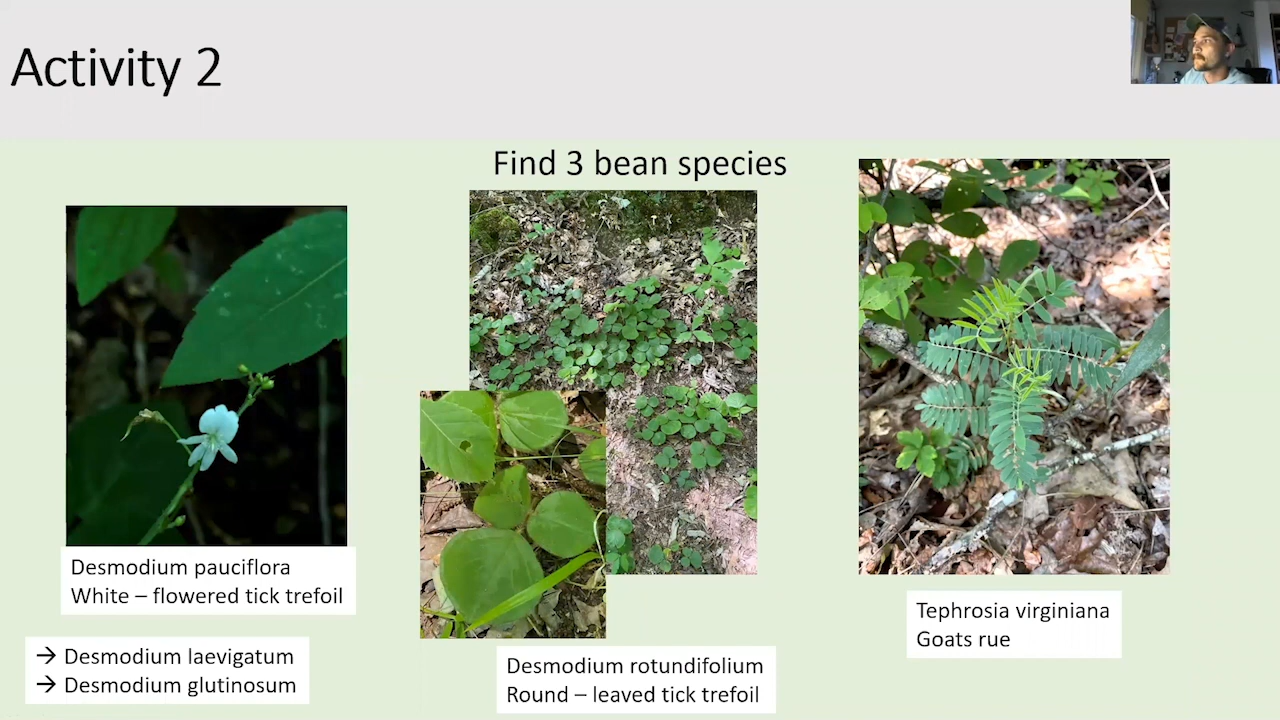 Activity 2
Find 3 bean species
Desmodium pauciflora
White – flowered tick trefoil
→ Desmodium laevigatum
→ Desmodium glutinosum
Desmodium rotundifolium
Round – leaved tick trefoil
Tephrosia virginiana
Goats rue